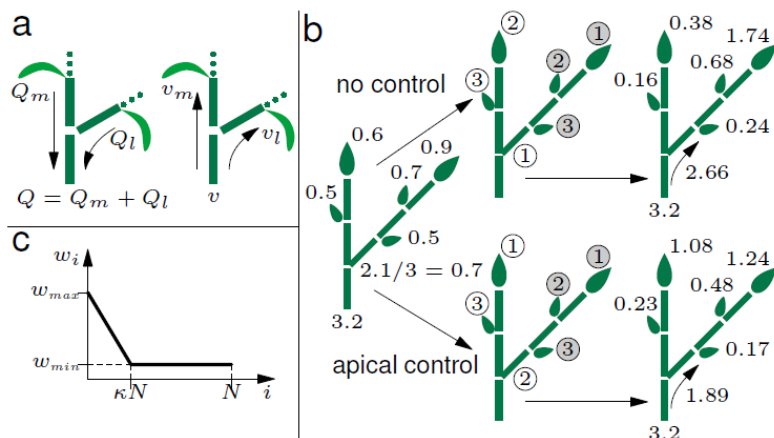 a
Q_m
Q_l
v_m
v_l
Q = Q_m + Q_l
v
b
no control
0.6
0.9
0.7
0.5
0.5
2.1/3 = 0.7
3.2
apical control
②
①
②
③
③
①
0.38
1.74
0.68
0.16
0.24
2.66
3.2
①
①
②
③
③
②
1.08
1.24
0.48
0.23
0.17
1.89
3.2
c
w_i
w_max
w_min
κN
N
i